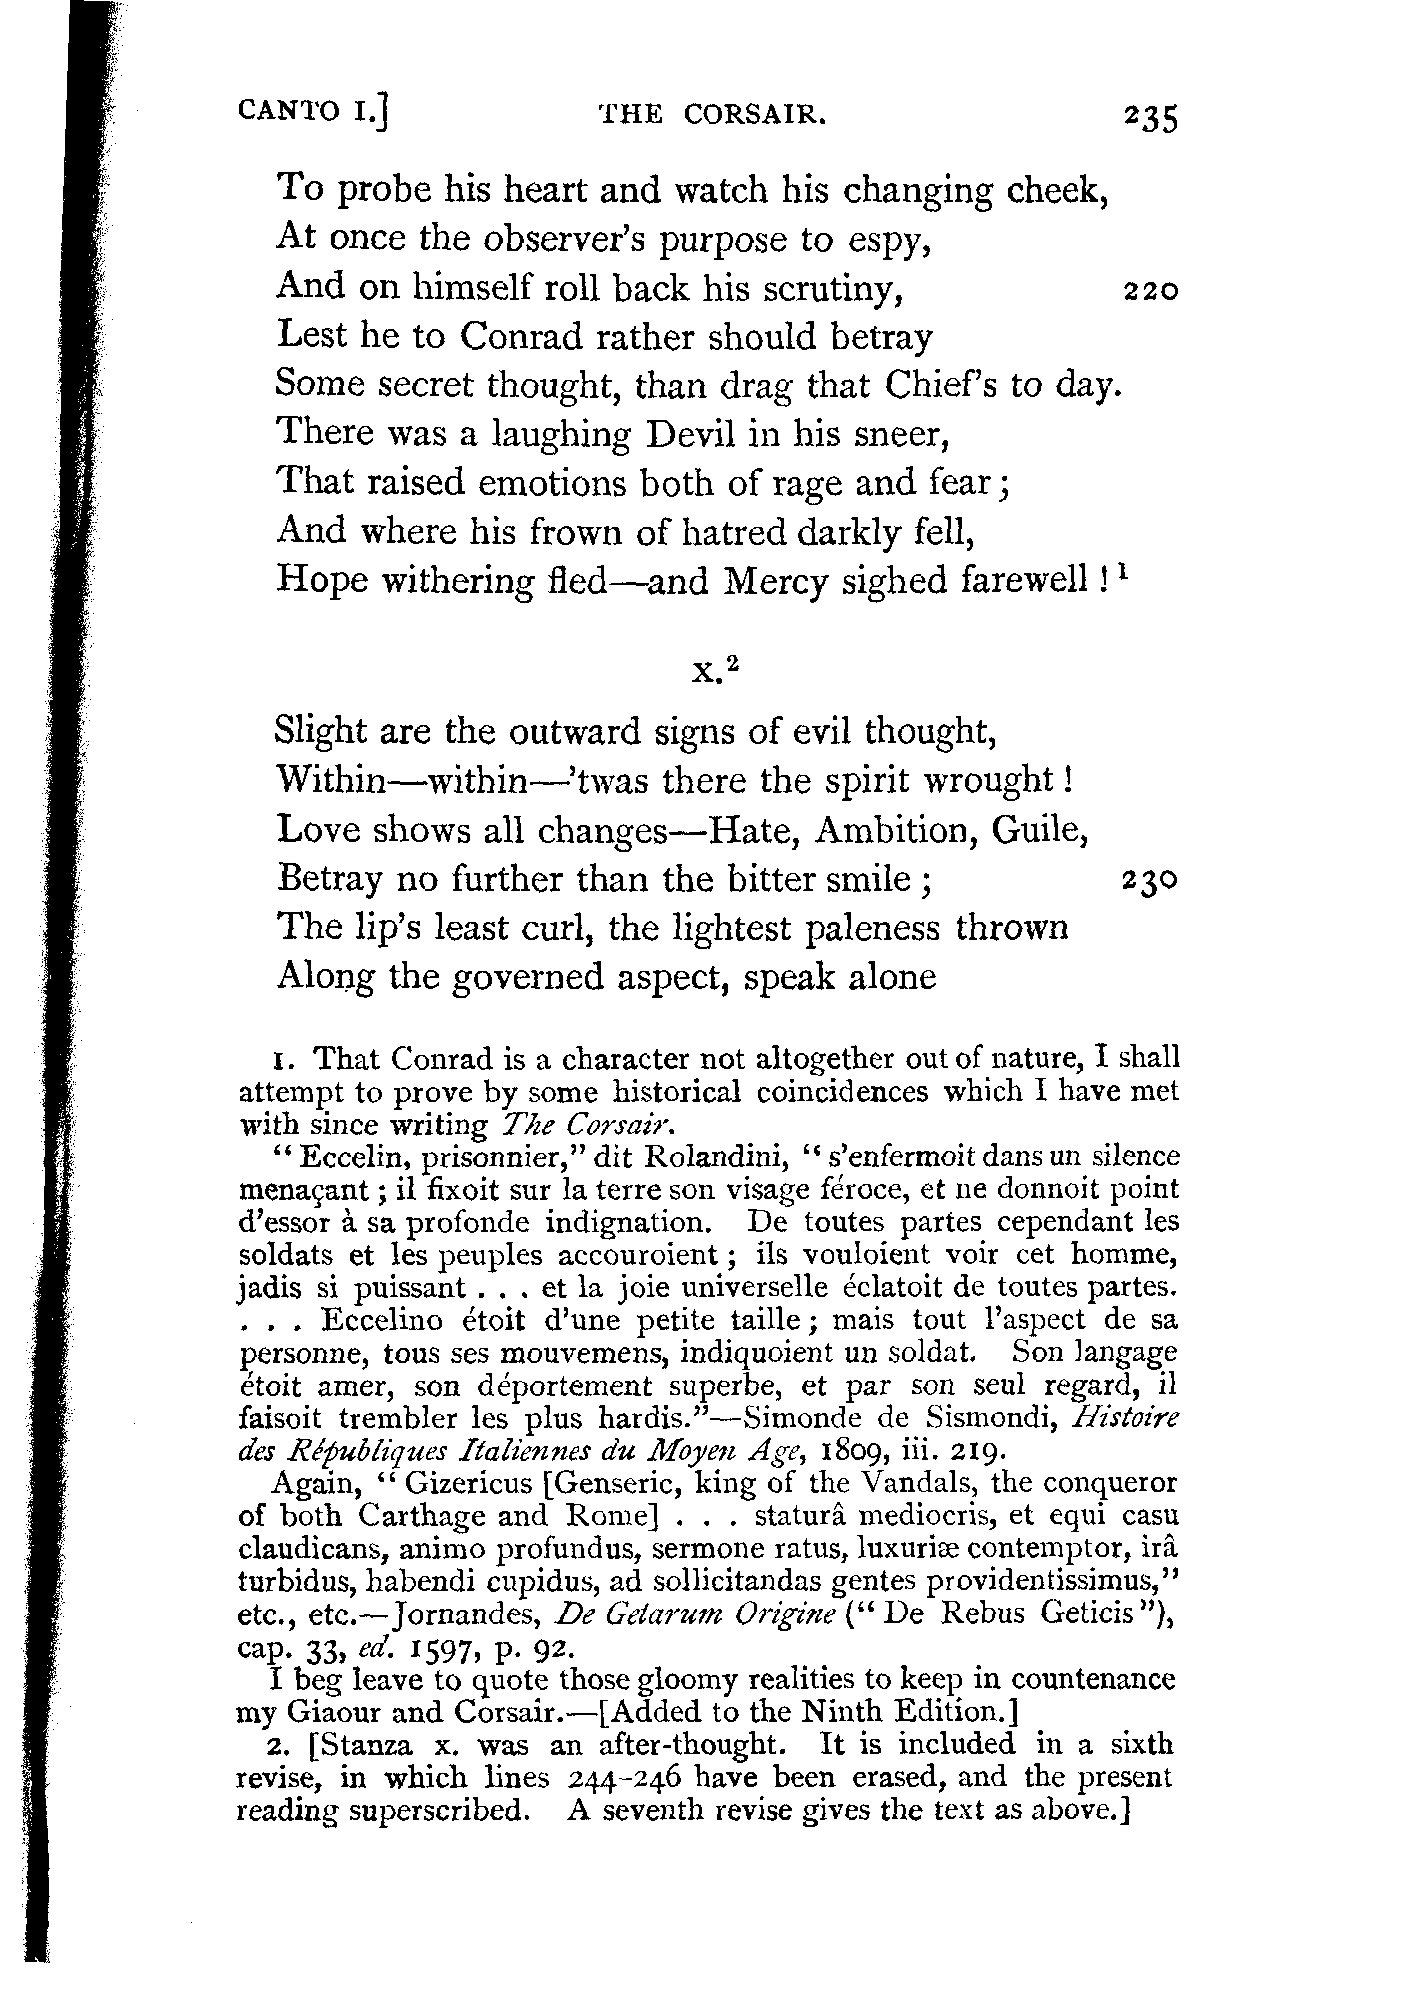 CANTO I.] THE CORSAIR. 235
To probe his heart and watch his changing cheek,
At once the observer's purpose to espy,
And on himself roll back his scrutiny, 220
Lest he to Conrad rather should betray
Some secret thought, than drag that Chief's to day.
There was a laughing Devil in his sneer,
That raised emotions both of rage and fear;
And where his frown of hatred darkly fell,
Hope withering fled—and Mercy sighed farewell!¹
X.²
Slight are the outward signs of evil thought,
Within—within—'twas there the spirit wrought!
Love shows all changes—Hate, Ambition, Guile,
Betray no further than the bitter smile; 230
The lip's least curl, the lightest paleness thrown
Along the governed aspect, speak alone
1. That Conrad is a character not altogether out of nature, I shall
attempt to prove by some historical coincidences which I have met
with since writing The Corsair.
"Eccelin, prisonnier," dit Rolandini, "s'enfermoit dans un silence
menaçant; il fixoit sur la terre son visage féroce, et ne donnoit point
d'essor à sa profonde indignation. De toutes partes cependant les
soldats et les peuples accouroient; ils vouloient voir cet homme,
jadis si puissant . . . et la joie universelle éclatoit de toutes partes.
. . . Eccelino étoit d'une petite taille; mais tout l'aspect de sa
personne, tous ses mouvemens, indiquoient un soldat. Son langage
étoit amer, son déportement superbe, et par son seul regard, il
faisoit trembler les plus hardis."—Simonde de Sismondi, Histoire
des Républiques Italiennes du Moyen Age, 1809, iii. 219.
Again, "Gizericus [Genseric, king of the Vandals, the conqueror
of both Carthage and Rome] . . . staturâ mediocris, et equi casu
claudicans, animo profundus, sermone ratus, luxuriæ contemptor, irâ
turbidus, habendi cupidus, ad sollicitandas gentes providentissimus,"
etc., etc.—Jornandes, De Getarum Origine ("De Rebus Geticis"),
cap. 33, ed. 1597, p. 92.
I beg leave to quote those gloomy realities to keep in countenance
my Giaour and Corsair.—[Added to the Ninth Edition.]
2. [Stanza x. was an after-thought. It is included in a sixth
revise, in which lines 244-246 have been erased, and the present
reading superscribed. A seventh revise gives the text as above.]